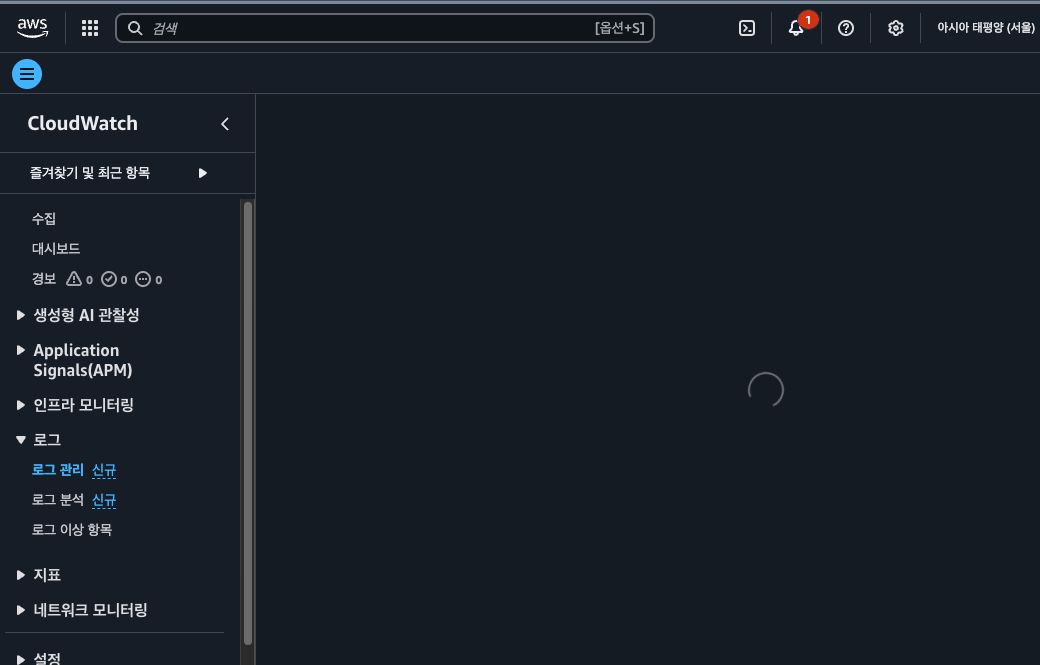 aws
검색
[옵션+S]
1
아시아 태평양 (서울)
CloudWatch
즐겨찾기 및 최근 항목
수집
대시보드
경보 0 0 0
생성형 AI 관찰성
Application
Signals(APM)
인프라 모니터링
로그
로그 관리 신규
로그 분석 신규
로그 이상 항목
지표
네트워크 모니터링
설정